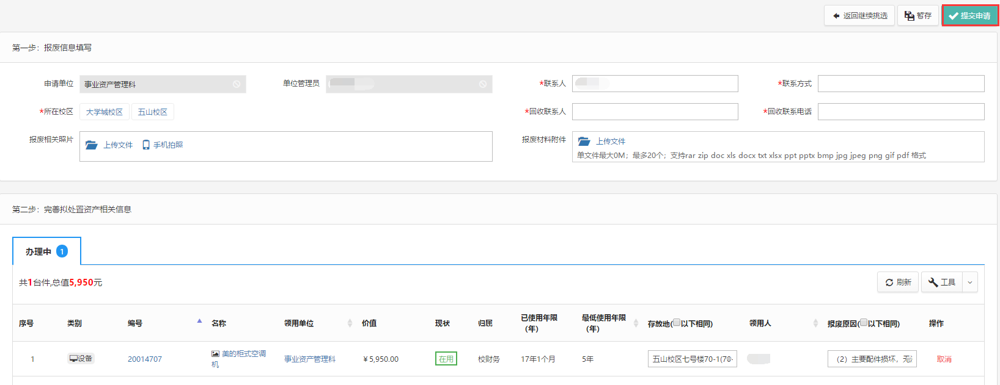 返回继续挑选 暂存 提交申请
第一步：报废信息填写
申请单位 事业资产管理科 单位管理员 *联系人 *联系方式
*所在校区 大学城校区 五山校区 *回收联系人 *回收联系电话
报废相关照片 上传文件 手机拍照 报废材料附件 上传文件
单文件最大0M；最多20个；支持rar zip doc xls docx txt xlsx ppt pptx bmp jpg jpeg png gif pdf 格式
第二步：完善拟处置资产相关信息
办理中 1
共1台件,总值5,950元 刷新 工具
序号 类别 编号 名称 领用单位 价值 现状 归属 已使用年限（年） 最低使用年限（年） 存放地(以下相同) 领用人 报废原因(以下相同) 操作
1 设备 20014707 美的柜式空调机 事业资产管理科 ￥5,950.00 在用 校财务 17年1个月 5年 五山校区七号楼70-1(70- （2）主要配件损坏，无 取消